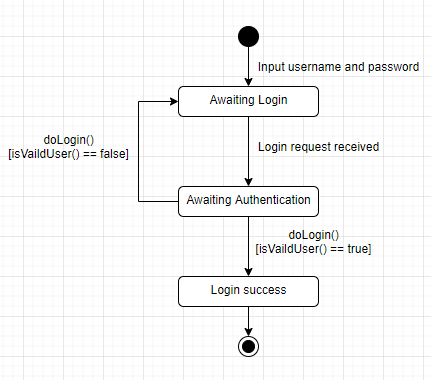 Input username and password
Awaiting Login
doLogin()
[isVaildUser() == false]
Login request received
Awaiting Authentication
doLogin()
[isVaildUser() == true]
Login success